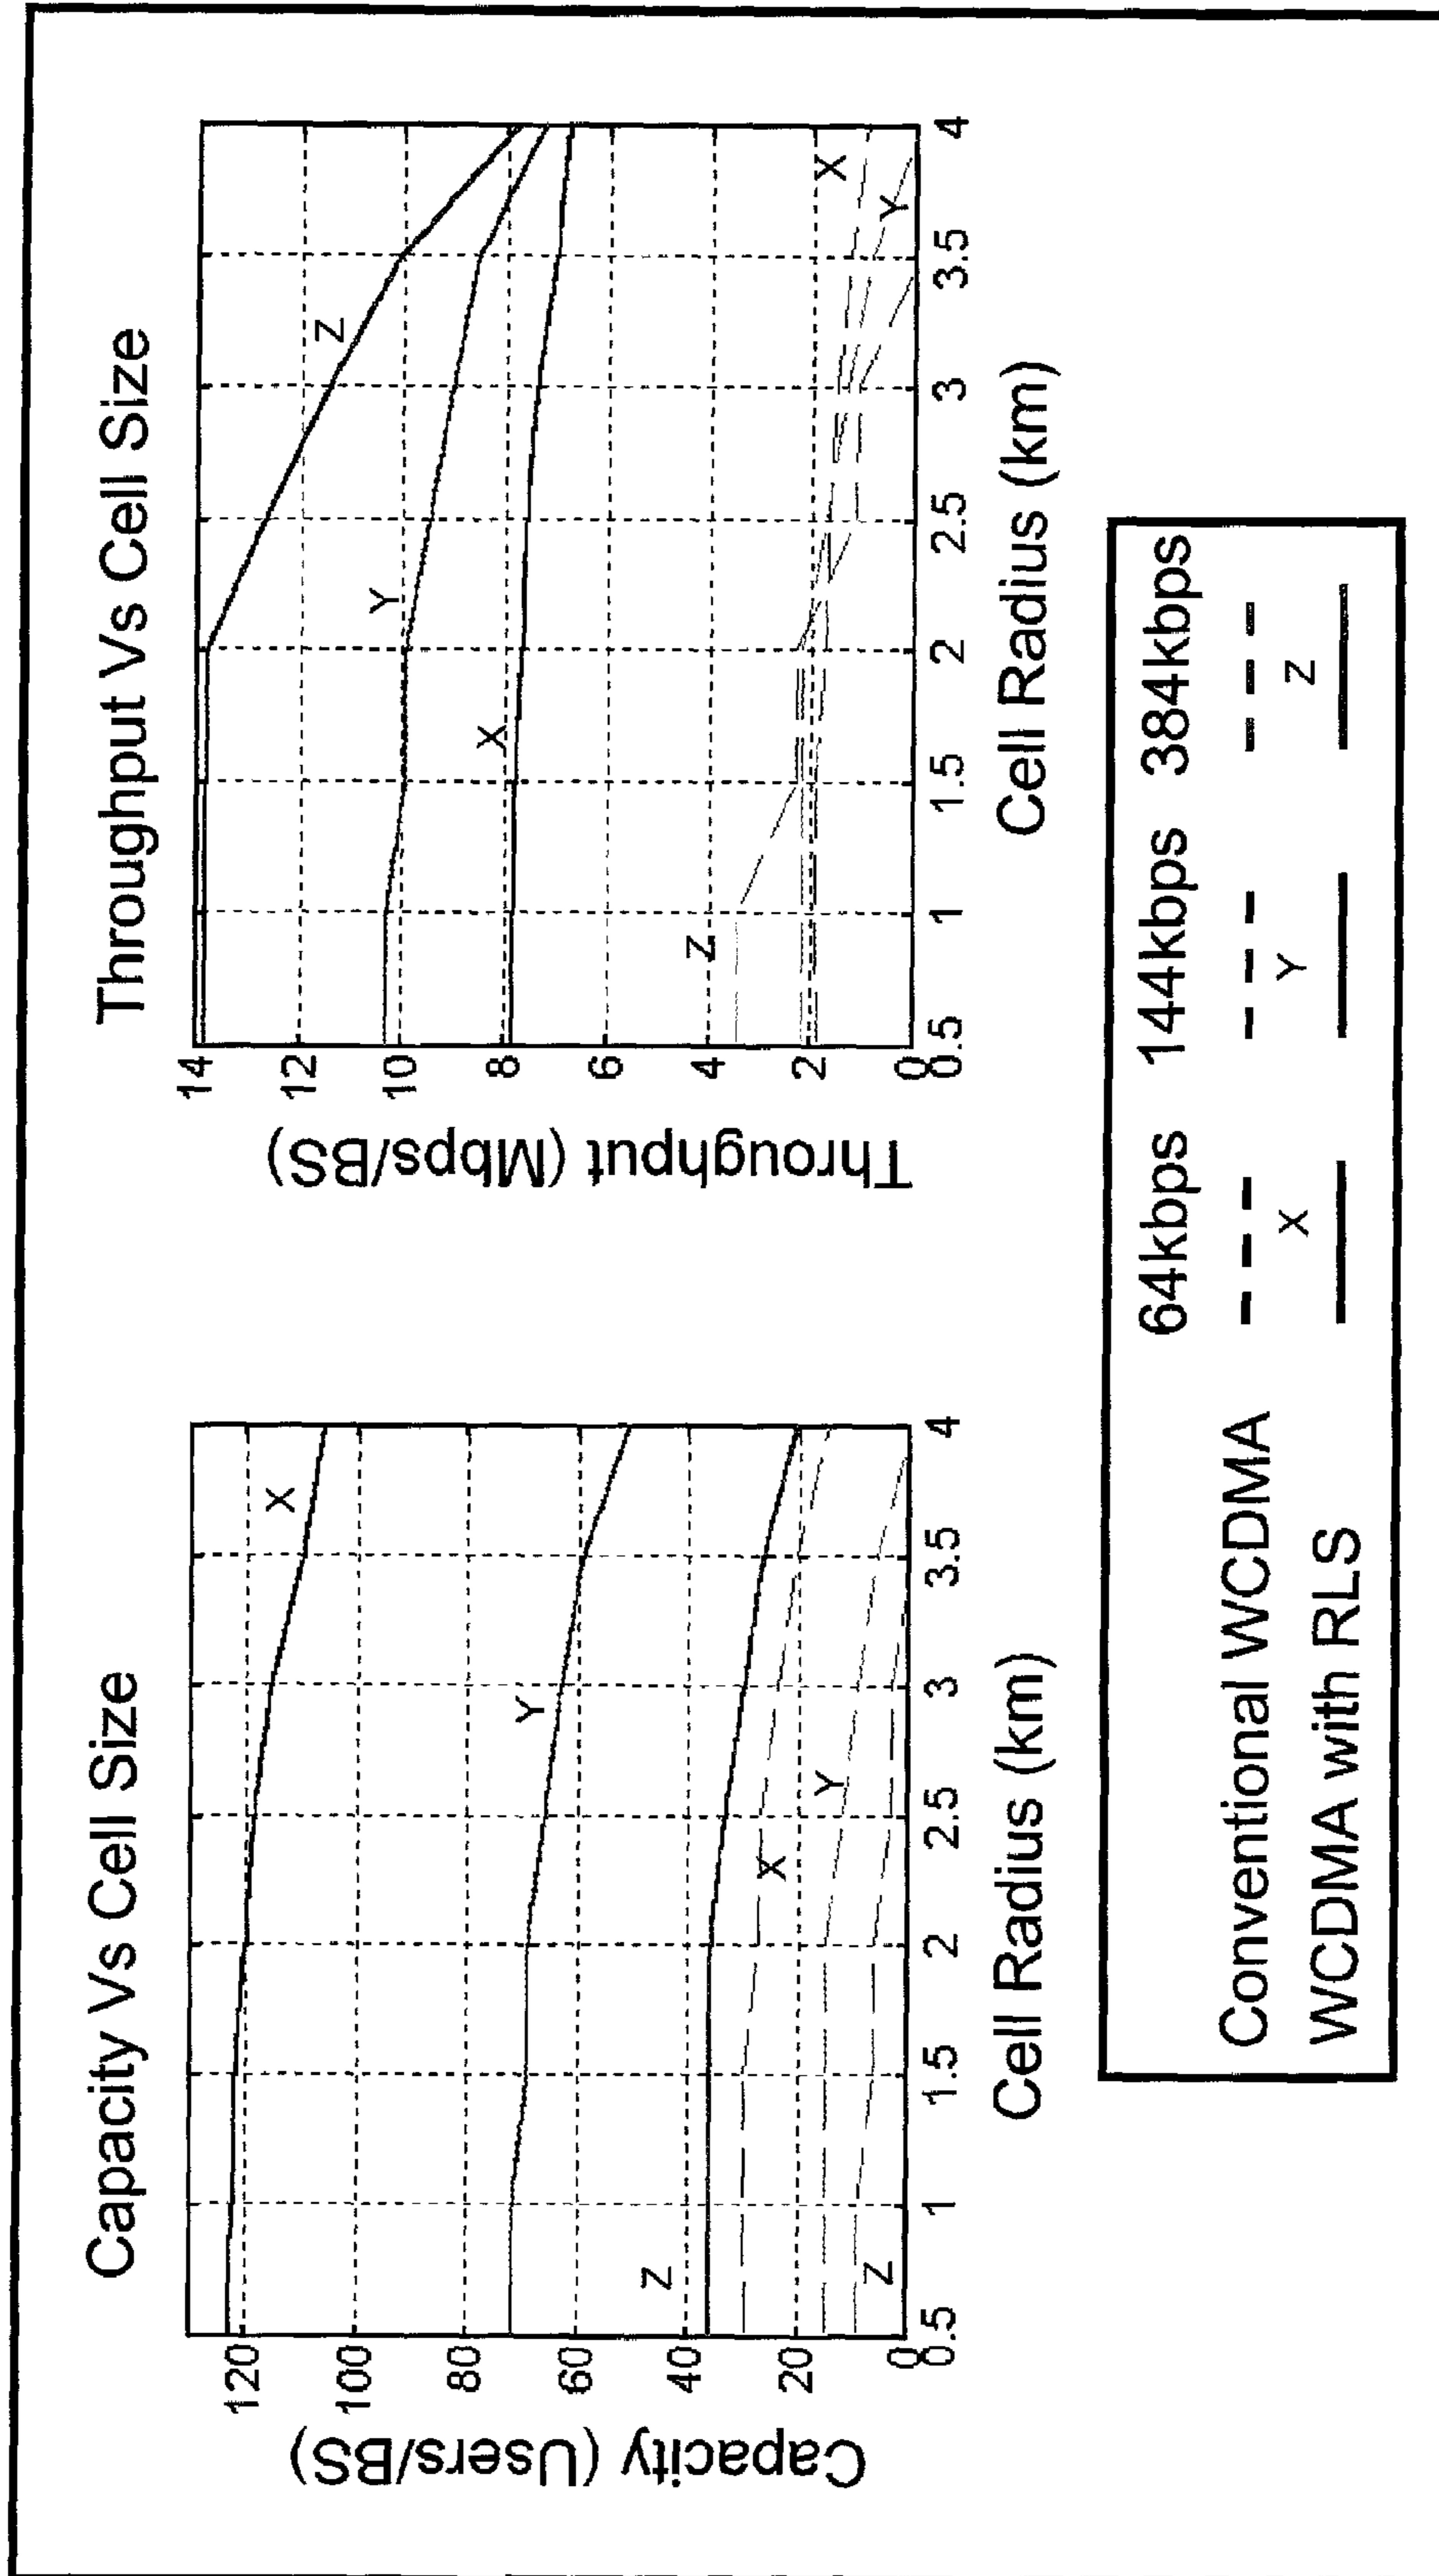 Capacity Vs Cell Size
Capacity (Users/BS)
120
100
80
60
40
20
0
0.5
1
1.5
2
2.5
3
3.5
4
Cell Radius (km)
X
Y
Z
X
Y
Z
Throughput Vs Cell Size
Throughput (Mbps/BS)
14
12
10
8
6
4
2
0
0.5
1
1.5
2
2.5
3
3.5
4
Cell Radius (km)
Z
Y
X
Z
X
Y
64kbps 144kbps 384kbps
Conventional WCDMA
X Y Z
WCDMA with RLS